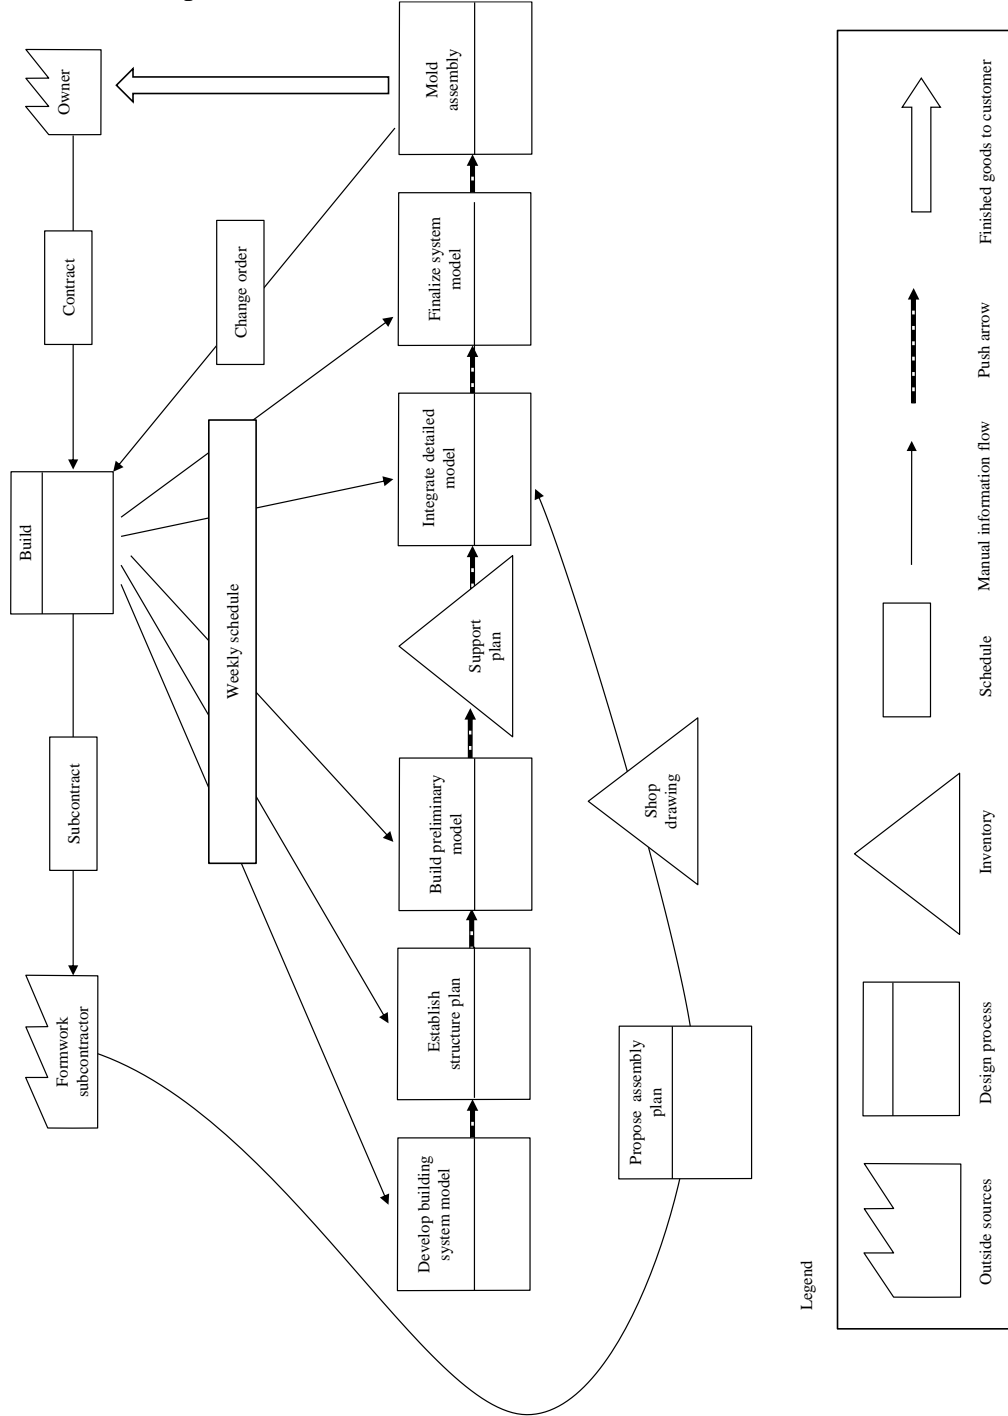 Formwork
subcontractor
Subcontract
Build
Contract
Owner
Weekly schedule
Change order
Develop building
system model
Establish
structure plan
Build preliminary
model
Support
plan
Integrate detailed
model
Finalize system
model
Mold
assembly
Propose assembly
plan
Shop
drawing
Legend
Outside sources
Design process
Inventory
Schedule
Manual information flow
Push arrow
Finished goods to customer